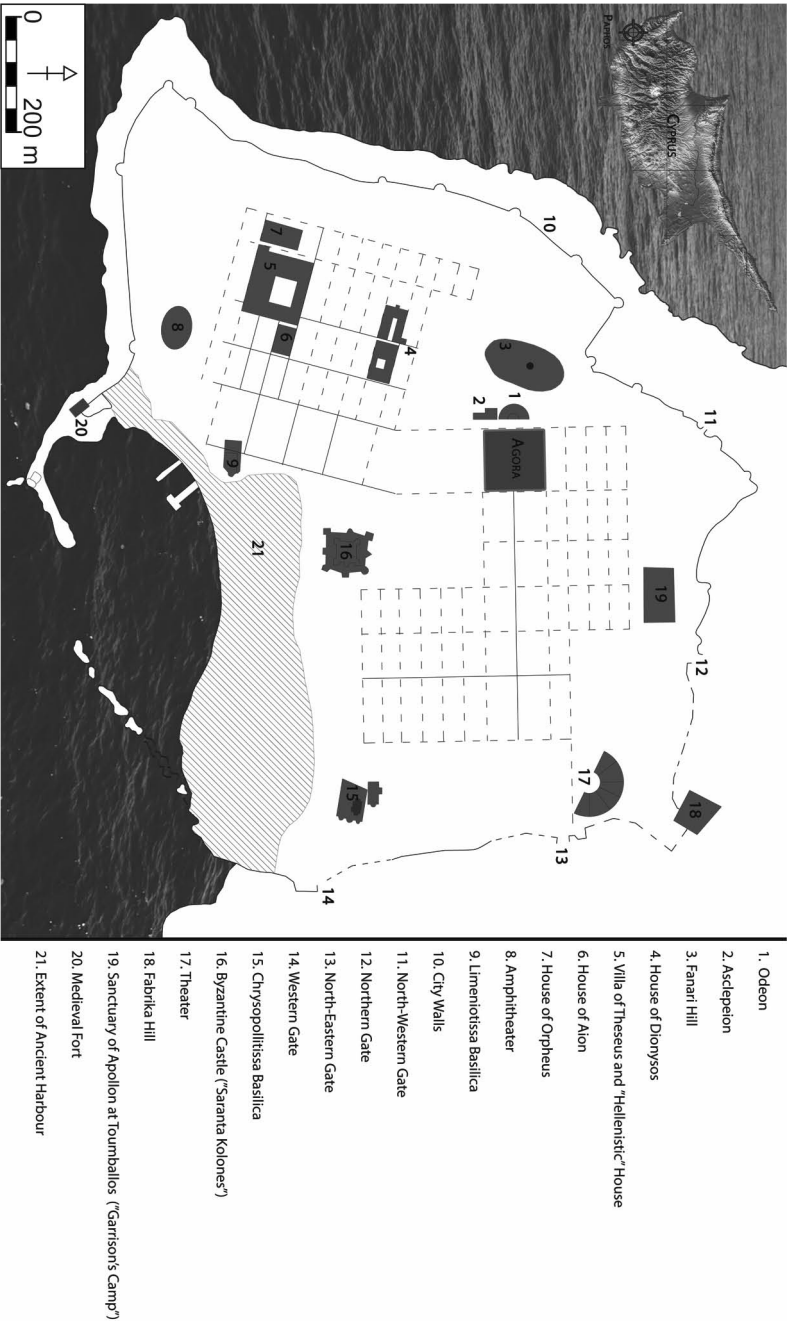 PAPHOS
CYPRUS
0 200 m
10
11
7
5
4
3
1
2
AGORA
8
6
19
12
20
9
16
21
17
18
15
13
14
1. Odeon
2. Asclepeion
3. Fanari Hill
4. House of Dionysos
5. Villa of Theseus and "Hellenistic" House
6. House of Aion
7. House of Orpheus
8. Amphitheater
9. Limeniotissa Basilica
10. City Walls
11. North-Western Gate
12. Northern Gate
13. North-Eastern Gate
14. Western Gate
15. Chrysopollitissa Basilica
16. Byzantine Castle ("Saranta Kolones")
17. Theater
18. Fabrika Hill
19. Sanctuary of Apollon at Toumballos ("Garrison's Camp")
20. Medieval Fort
21. Extent of Ancient Harbour